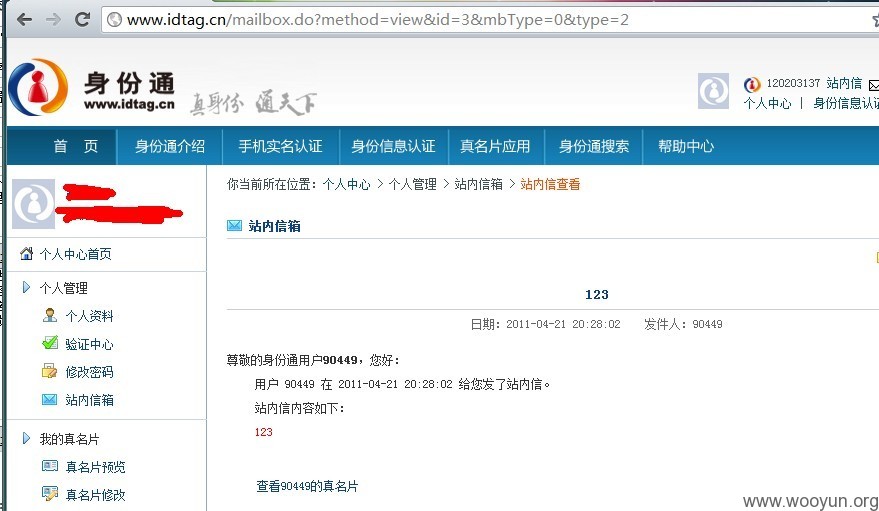 www.idtag.cn/mailbox.do?method=view&id=3&mbType=0&type=2
身份通
www.idtag.cn
真身份 通天下
120203137 站内信
个人中心 | 身份信息认
首 页 身份通介绍 手机实名认证 身份信息认证 真名片应用 身份通搜索 帮助中心
你当前所在位置: 个人中心 > 个人管理 > 站内信箱 > 站内信查看
站内信箱
个人中心首页
个人管理
个人资料
验证中心
修改密码
站内信箱
我的真名片
真名片预览
真名片修改
123
日期: 2011-04-21 20:28:02 发件人: 90449
尊敬的身份通用户90449，您好:
用户 90449 在 2011-04-21 20:28:02 给您发了站内信。
站内信内容如下:
123
查看90449的真名片
www.wooyun.org